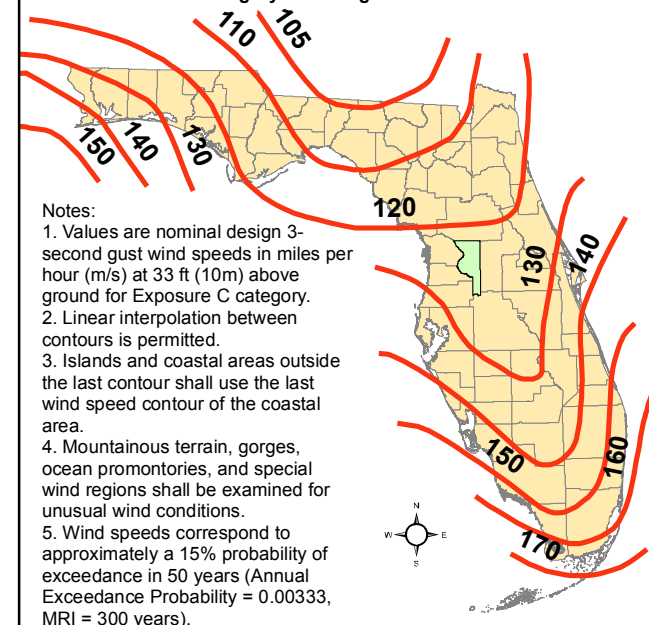 105
110
120
130
140
150
130
140
150
160
170
Notes:
1. Values are nominal design 3-
second gust wind speeds in miles per
hour (m/s) at 33 ft (10m) above
ground for Exposure C category.
2. Linear interpolation between
contours is permitted.
3. Islands and coastal areas outside
the last contour shall use the last
wind speed contour of the coastal
area.
4. Mountainous terrain, gorges,
ocean promontories, and special
wind regions shall be examined for
unusual wind conditions.
5. Wind speeds correspond to
approximately a 15% probability of
exceedance in 50 years (Annual
Exceedance Probability = 0.00333,
MRI = 300 years).
N
W E
S